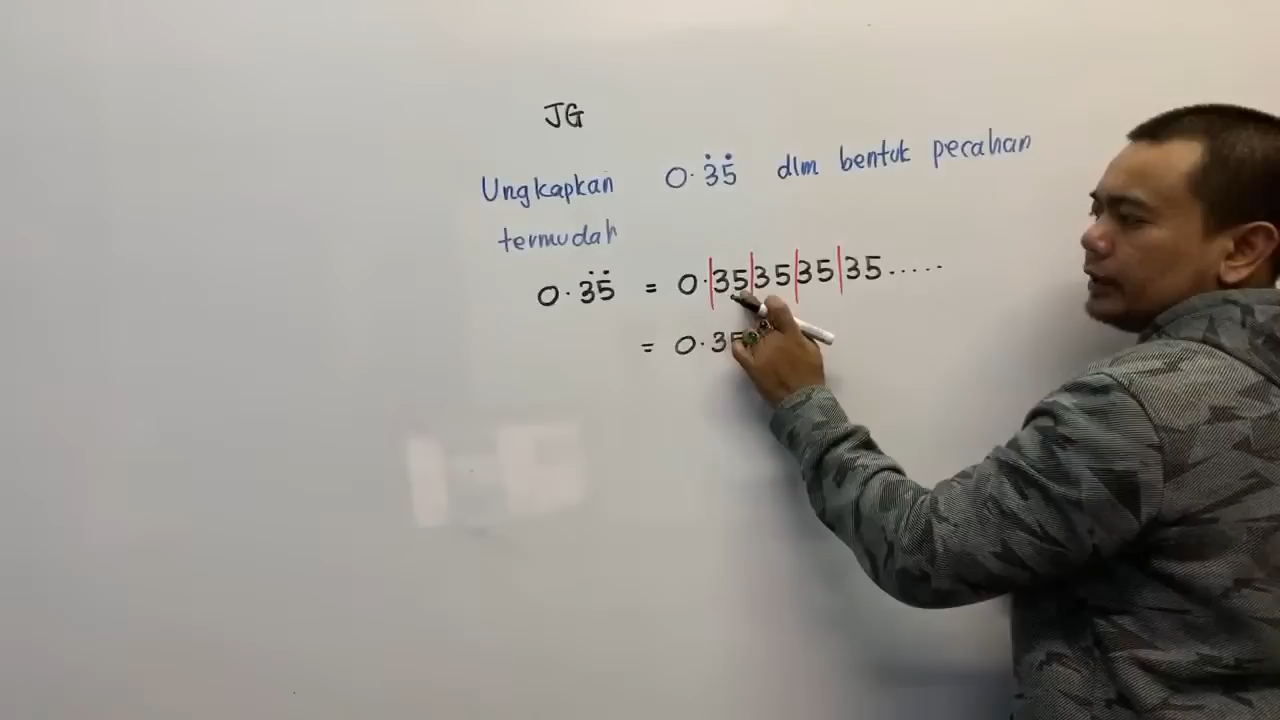 JG
Ungkapkan 0.3̇5̇ dlm bentuk pecahan
termudah
0.3̇5̇ = 0.|35|35|35|35.....
= 0.35